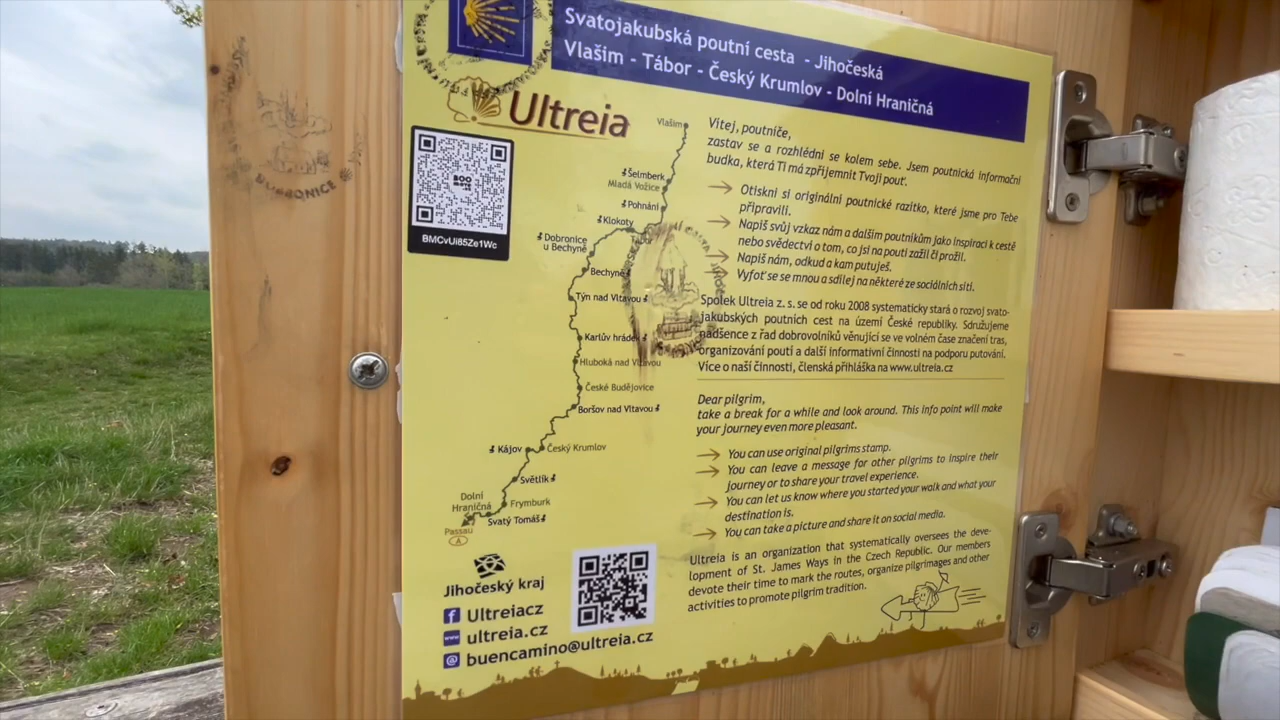 Svatojakubská poutní cesta - Jihočeská
Vlašim - Tábor - Český Krumlov - Dolní Hraničná
Ultreia
BMCvUi85Ze1Wc
Vlašim
Šelmberk
Mladá Vožice
Pohnání
Klokoty
Tábor
Dobronice
u Bechyně
Bechyně
Týn nad Vltavou
Karlův hrádek
Hluboká nad Vltavou
České Budějovice
Boršov nad Vltavou
Kájov
Český Krumlov
Světlík
Dolní
Hraničná
Frymburk
Svatý Tomáš
Passau
A
Jihočeský kraj
Ultreiacz
www
ultreia.cz
@
buencamino@ultreia.cz
Vítej, poutníče,
zastav se a rozhlédni se kolem sebe. Jsem poutnická informační
budka, která Ti má zpříjemnit Tvoji pouť.
Otiskni si originální poutnické razítko, které jsme pro Tebe
připravili.
Napiš svůj vzkaz nám a dalším poutníkům jako inspiraci k cestě
nebo svědectví o tom, co jsi na pouti zažil či prožil.
Napiš nám, odkud a kam putuješ.
Vyfoť se se mnou a sdílej na některé ze sociálních sítí.
Spolek Ultreia z. s. se od roku 2008 systematicky stará o rozvoj svato-
jakubských poutních cest na území České republiky. Sdružujeme
nadšence z řad dobrovolníků věnující se ve volném čase značení tras,
organizování poutí a další informativní činnosti na podporu putování.
Více o naší činnosti, členská přihláška na www.ultreia.cz
Dear pilgrim,
take a break for a while and look around. This info point will make
your journey even more pleasant.
You can use original pilgrims stamp.
You can leave a message for other pilgrims to inspire their
journey or to share your travel experience.
You can let us know where you started your walk and what your
destination is.
You can take a picture and share it on social media.
Ultreia is an organization that systematically oversees the deve-
lopment of St. James Ways in the Czech Republic. Our members
devote their time to mark the routes, organize pilgrimages and other
activities to promote pilgrim tradition.
DOBRONICE